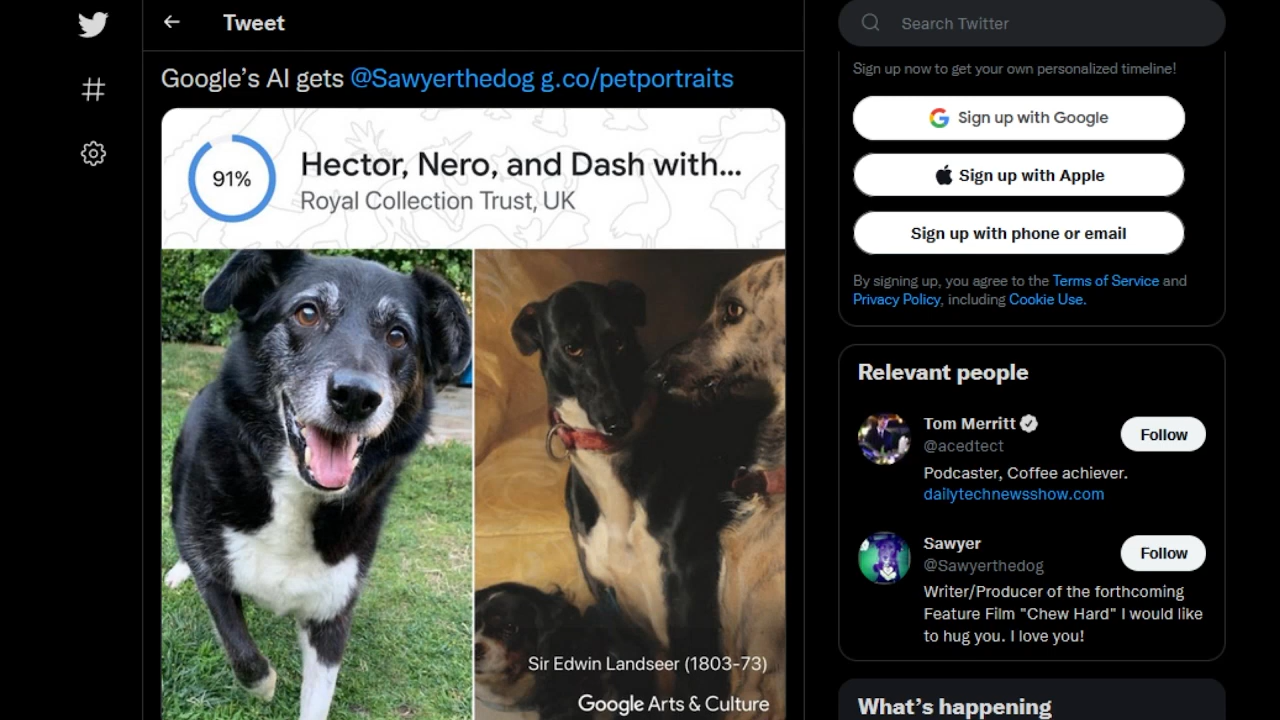 Tweet
Google's AI gets @Sawyerthedog g.co/petportraits
91%
Hector, Nero, and Dash with...
Royal Collection Trust, UK
Sir Edwin Landseer (1803-73)
Google Arts & Culture
Search Twitter
Sign up now to get your own personalized timeline!
Sign up with Google
Sign up with Apple
Sign up with phone or email
By signing up, you agree to the Terms of Service and
Privacy Policy, including Cookie Use.
Relevant people
Tom Merritt
@acedtect
Follow
Podcaster, Coffee achiever.
dailytechnewsshow.com
Sawyer
@Sawyerthedog
Follow
Writer/Producer of the forthcoming
Feature Film "Chew Hard" I would like
to hug you. I love you!
What's happening